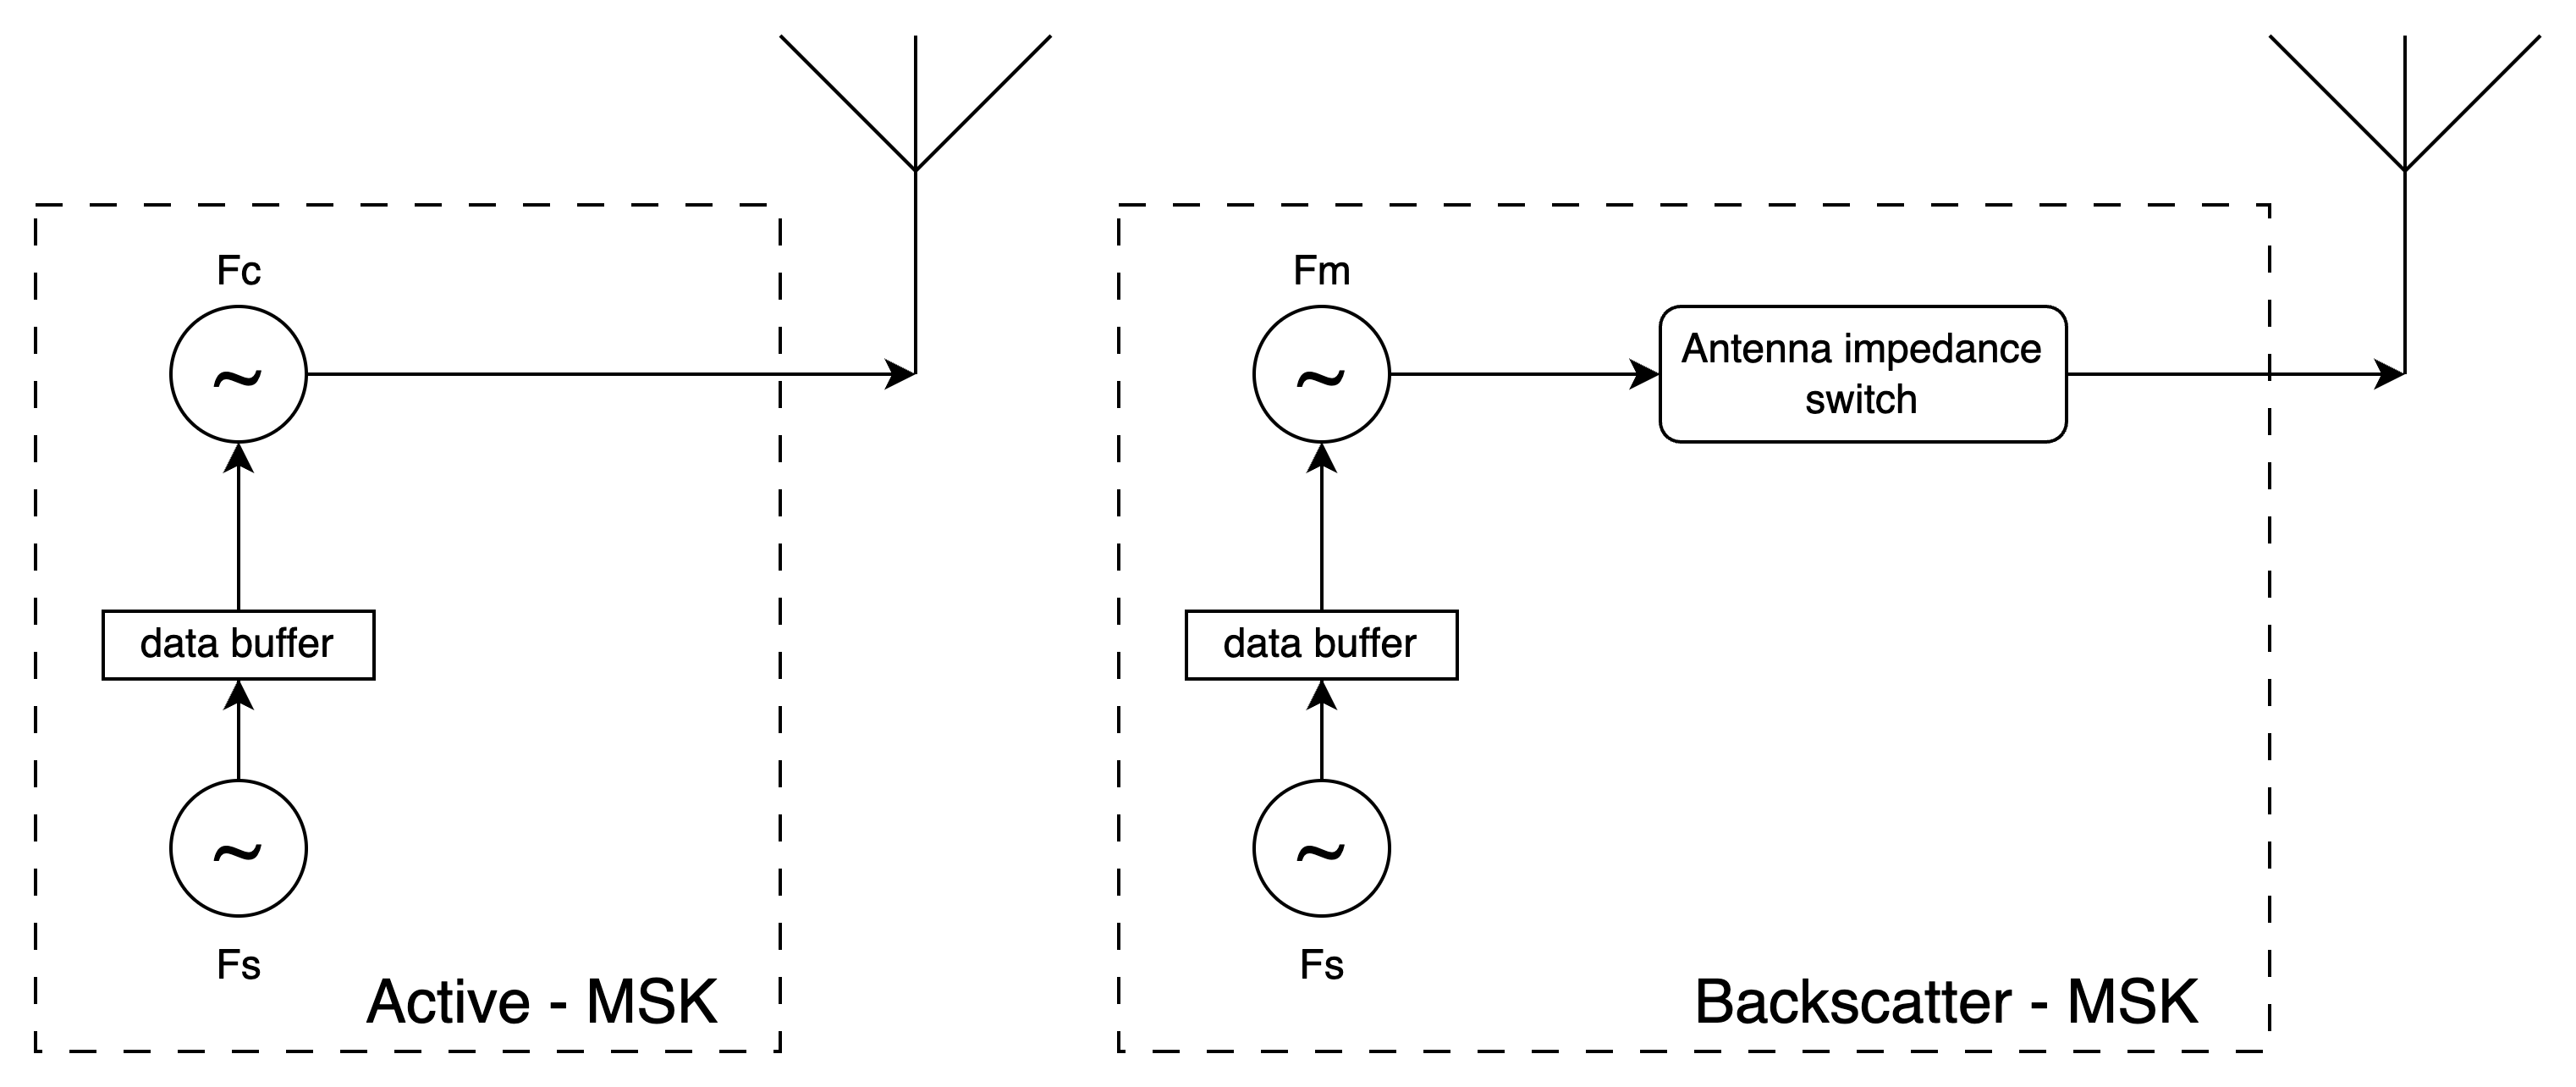 Fc
~
data buffer
~
Fs
Active - MSK
Fm
~
Antenna impedance
switch
data buffer
~
Fs
Backscatter - MSK